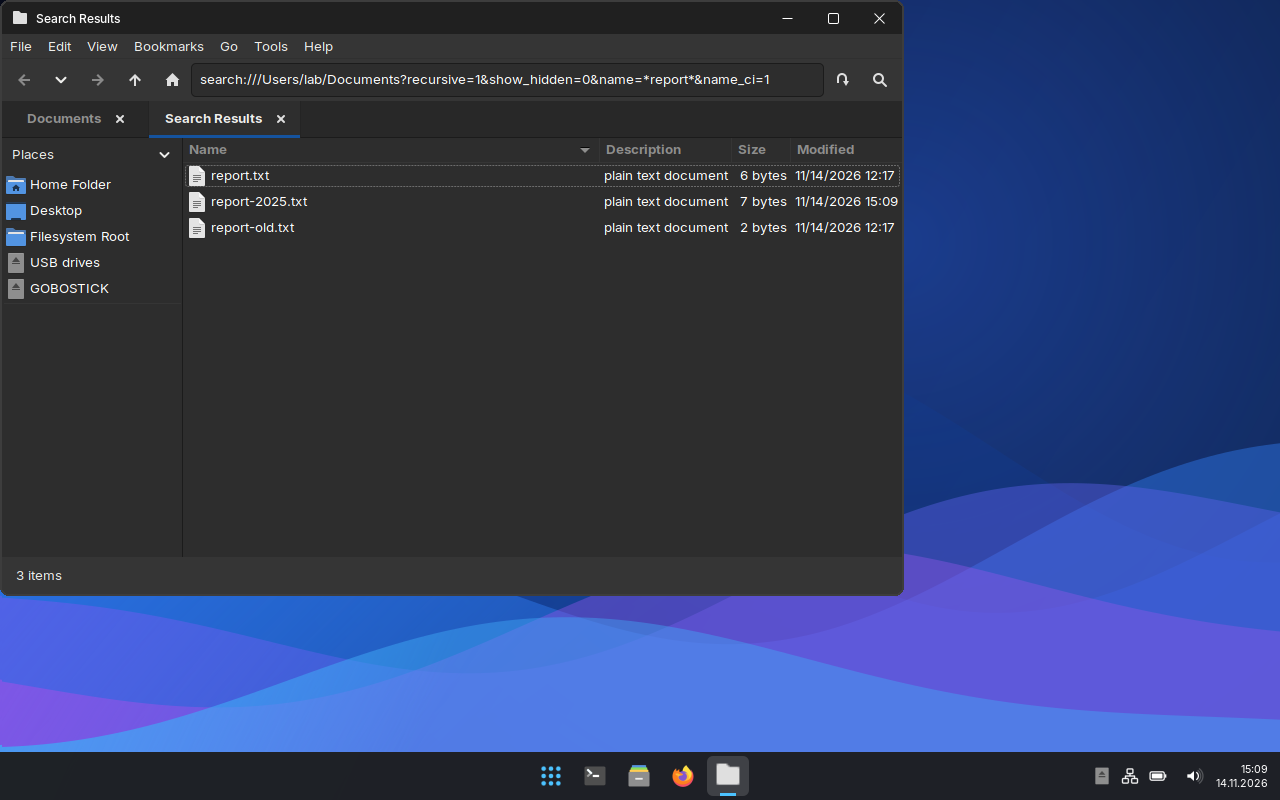 Search Results
File Edit View Bookmarks Go Tools Help
search:///Users/lab/Documents?recursive=1&show_hidden=0&name=*report*&name_ci=1
Documents Search Results
Places
Home Folder
Desktop
Filesystem Root
USB drives
GOBOSTICK
Name Description Size Modified
report.txt plain text document 6 bytes 11/14/2026 12:17
report-2025.txt plain text document 7 bytes 11/14/2026 15:09
report-old.txt plain text document 2 bytes 11/14/2026 12:17
3 items
15:09
14.11.2026